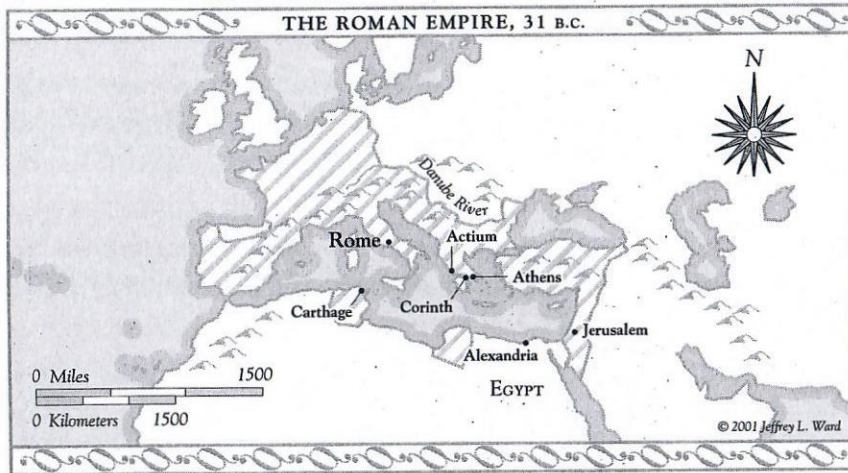 THE ROMAN EMPIRE, 31 B.C.
N
Danube River
Rome
Actium
Athens
Corinth
Carthage
Jerusalem
Alexandria
EGYPT
0 Miles 1500
0 Kilometers 1500
© 2001 Jeffrey L. Ward